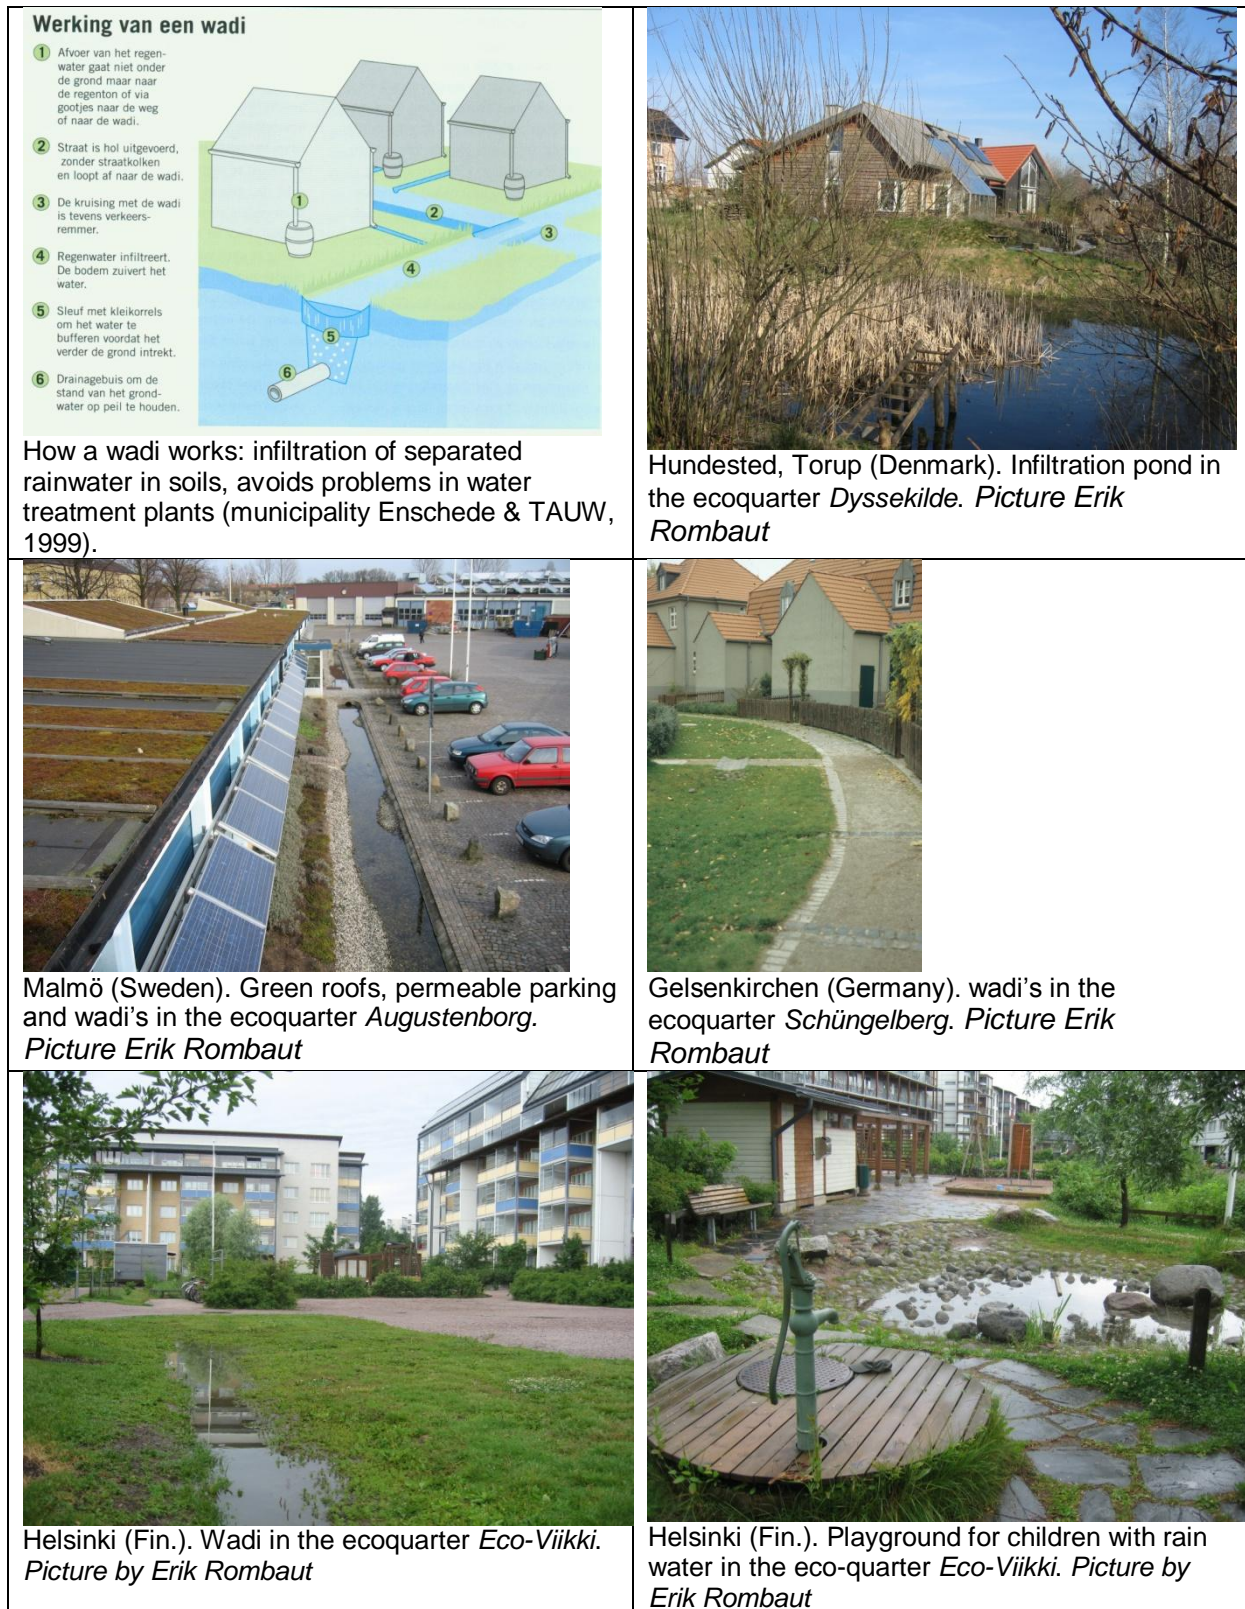 Werking van een wadi
1 Afvoer van het regen-
water gaat niet onder
de grond maar naar
de regenton of via
gootjes naar de weg
of naar de wadi.
2 Straat is hol uitgevoerd,
zonder straatkolken
en loopt af naar de wadi.
3 De kruising met de wadi
is tevens verkeers-
remmer.
4 Regenwater infiltreert.
De bodem zuivert het
water.
5 Sleuf met kleikorrels
om het water te
bufferen voordat het
verder de grond intrekt.
6 Drainagebuis om de
stand van het grond-
water op peil te houden.
1
2
3
4
5
6
How a wadi works: infiltration of separated
rainwater in soils, avoids problems in water
treatment plants (municipality Enschede & TAUW,
1999).
Hundested, Torup (Denmark). Infiltration pond in
the ecoquarter Dyssekilde. Picture Erik
Rombaut
Malmö (Sweden). Green roofs, permeable parking
and wadi's in the ecoquarter Augustenborg.
Picture Erik Rombaut
Gelsenkirchen (Germany). wadi's in the
ecoquarter Schüngelberg. Picture Erik
Rombaut
Helsinki (Fin.). Wadi in the ecoquarter Eco-Viikki.
Picture by Erik Rombaut
Helsinki (Fin.). Playground for children with rain
water in the eco-quarter Eco-Viikki. Picture by
Erik Rombaut